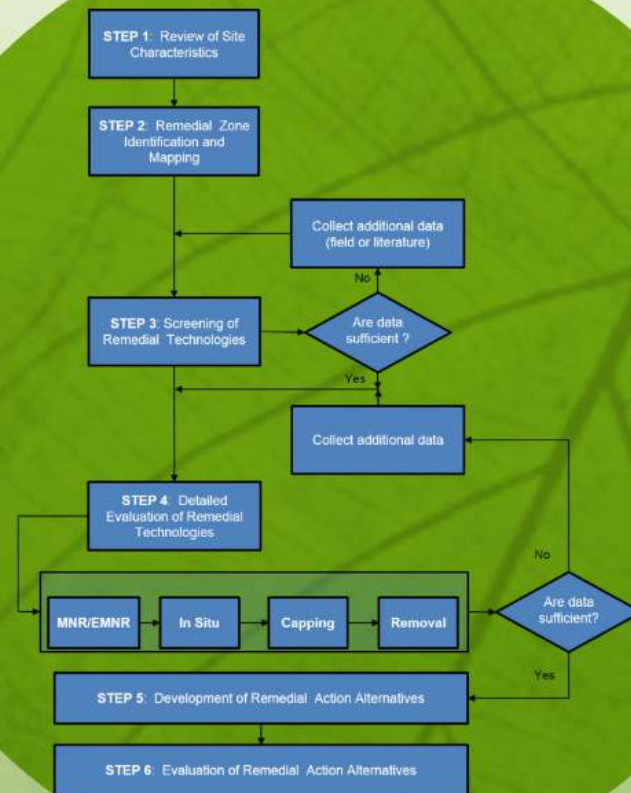 STEP 1: Review of Site
Characteristics
STEP 2: Remedial Zone
Identification and
Mapping
Collect additional data
(field or literature)
No
STEP 3: Screening of
Remedial Technologies
Are data
sufficient ?
Yes
Collect additional data
STEP 4: Detailed
Evaluation of Remedial
Technologies
No
MNR/EMNR
In Situ
Capping
Removal
Are data
sufficient?
Yes
STEP 5: Development of Remedial Action Alternatives
STEP 6: Evaluation of Remedial Action Alternatives